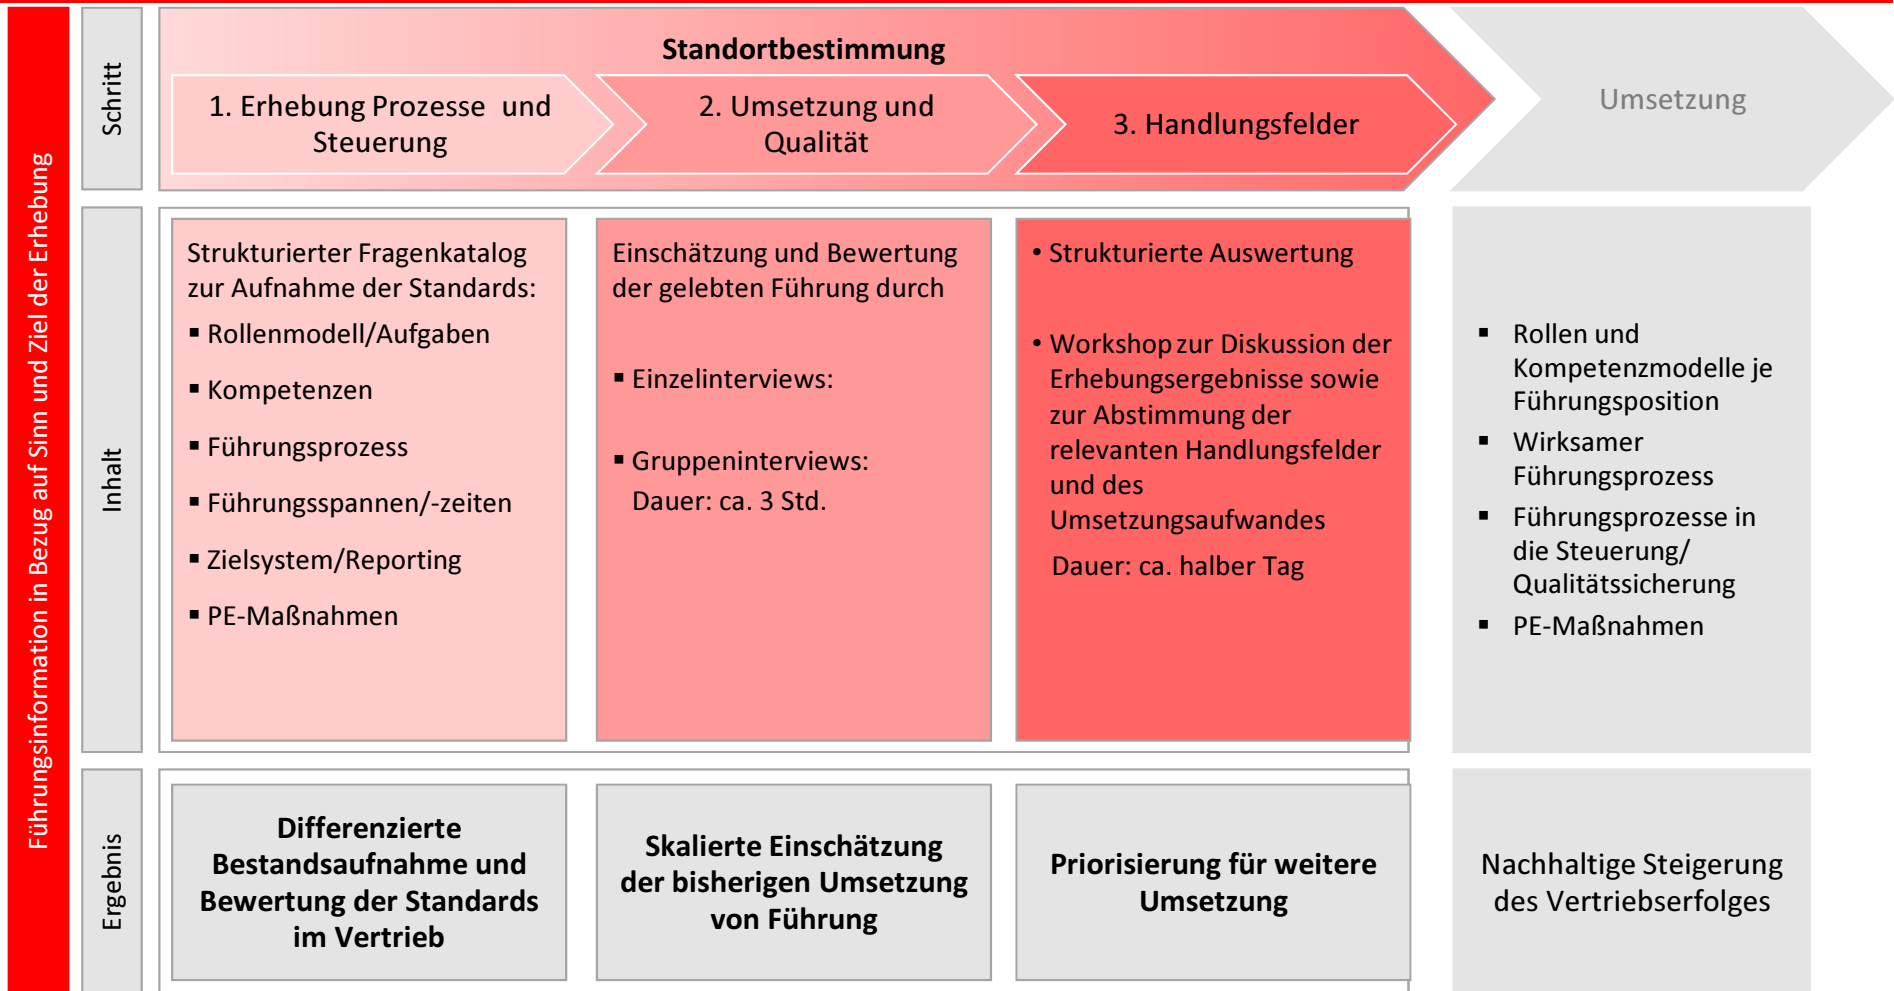 Führungsinformation in Bezug auf Sinn und Ziel der Erhebung
Schritt
Standortbestimmung
1. Erhebung Prozesse und
Steuerung
2. Umsetzung und
Qualität
3. Handlungsfelder
Umsetzung
Inhalt
Strukturierter Fragenkatalog
zur Aufnahme der Standards:
▪ Rollenmodell/Aufgaben
▪ Kompetenzen
▪ Führungsprozess
▪ Führungsspannen/-zeiten
▪ Zielsystem/Reporting
▪ PE-Maßnahmen
Einschätzung und Bewertung
der gelebten Führung durch
▪ Einzelinterviews:
▪ Gruppeninterviews:
Dauer: ca. 3 Std.
• Strukturierte Auswertung
• Workshop zur Diskussion der
Erhebungsergebnisse sowie
zur Abstimmung der
relevanten Handlungsfelder
und des
Umsetzungsaufwandes
Dauer: ca. halber Tag
▪ Rollen und
Kompetenzmodelle je
Führungsposition
▪ Wirksamer
Führungsprozess
▪ Führungsprozesse in
die Steuerung/
Qualitätssicherung
▪ PE-Maßnahmen
Ergebnis
Differenzierte
Bestandsaufnahme und
Bewertung der Standards
im Vertrieb
Skalierte Einschätzung
der bisherigen Umsetzung
von Führung
Priorisierung für weitere
Umsetzung
Nachhaltige Steigerung
des Vertriebserfolges